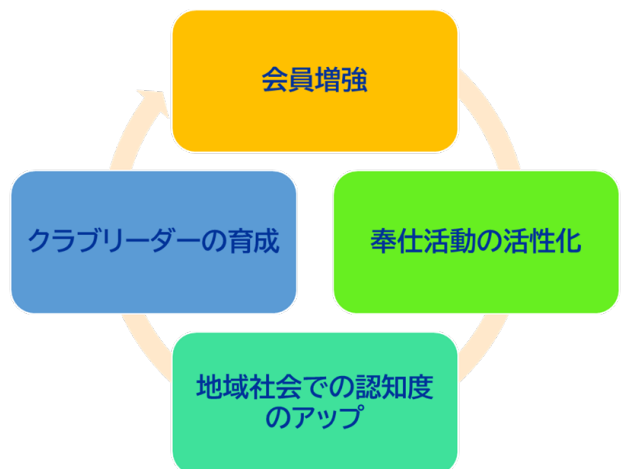 会員増強
奉仕活動の活性化
地域社会での認知度
のアップ
クラブリーダーの育成